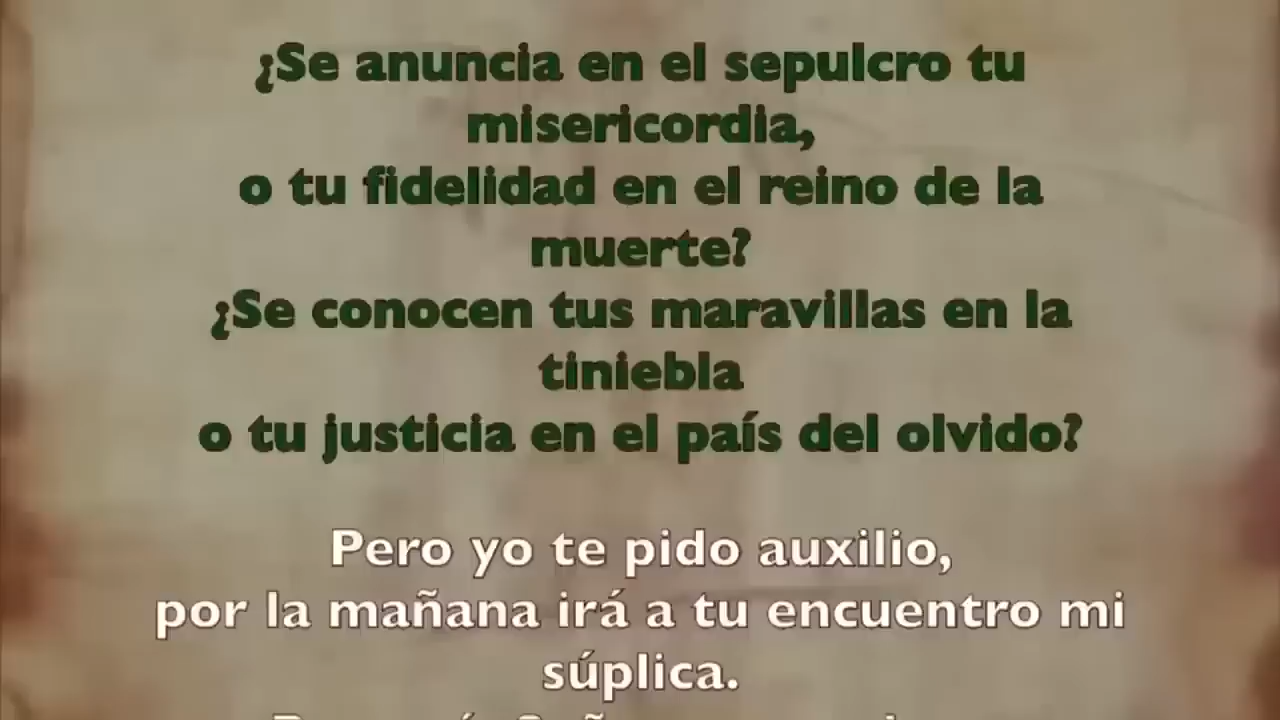 ¿Se anuncia en el sepulcro tu
misericordia,
o tu fidelidad en el reino de la
muerte?
¿Se conocen tus maravillas en la
tiniebla
o tu justicia en el país del olvido?
Pero yo te pido auxilio,
por la mañana irá a tu encuentro mi
súplica.